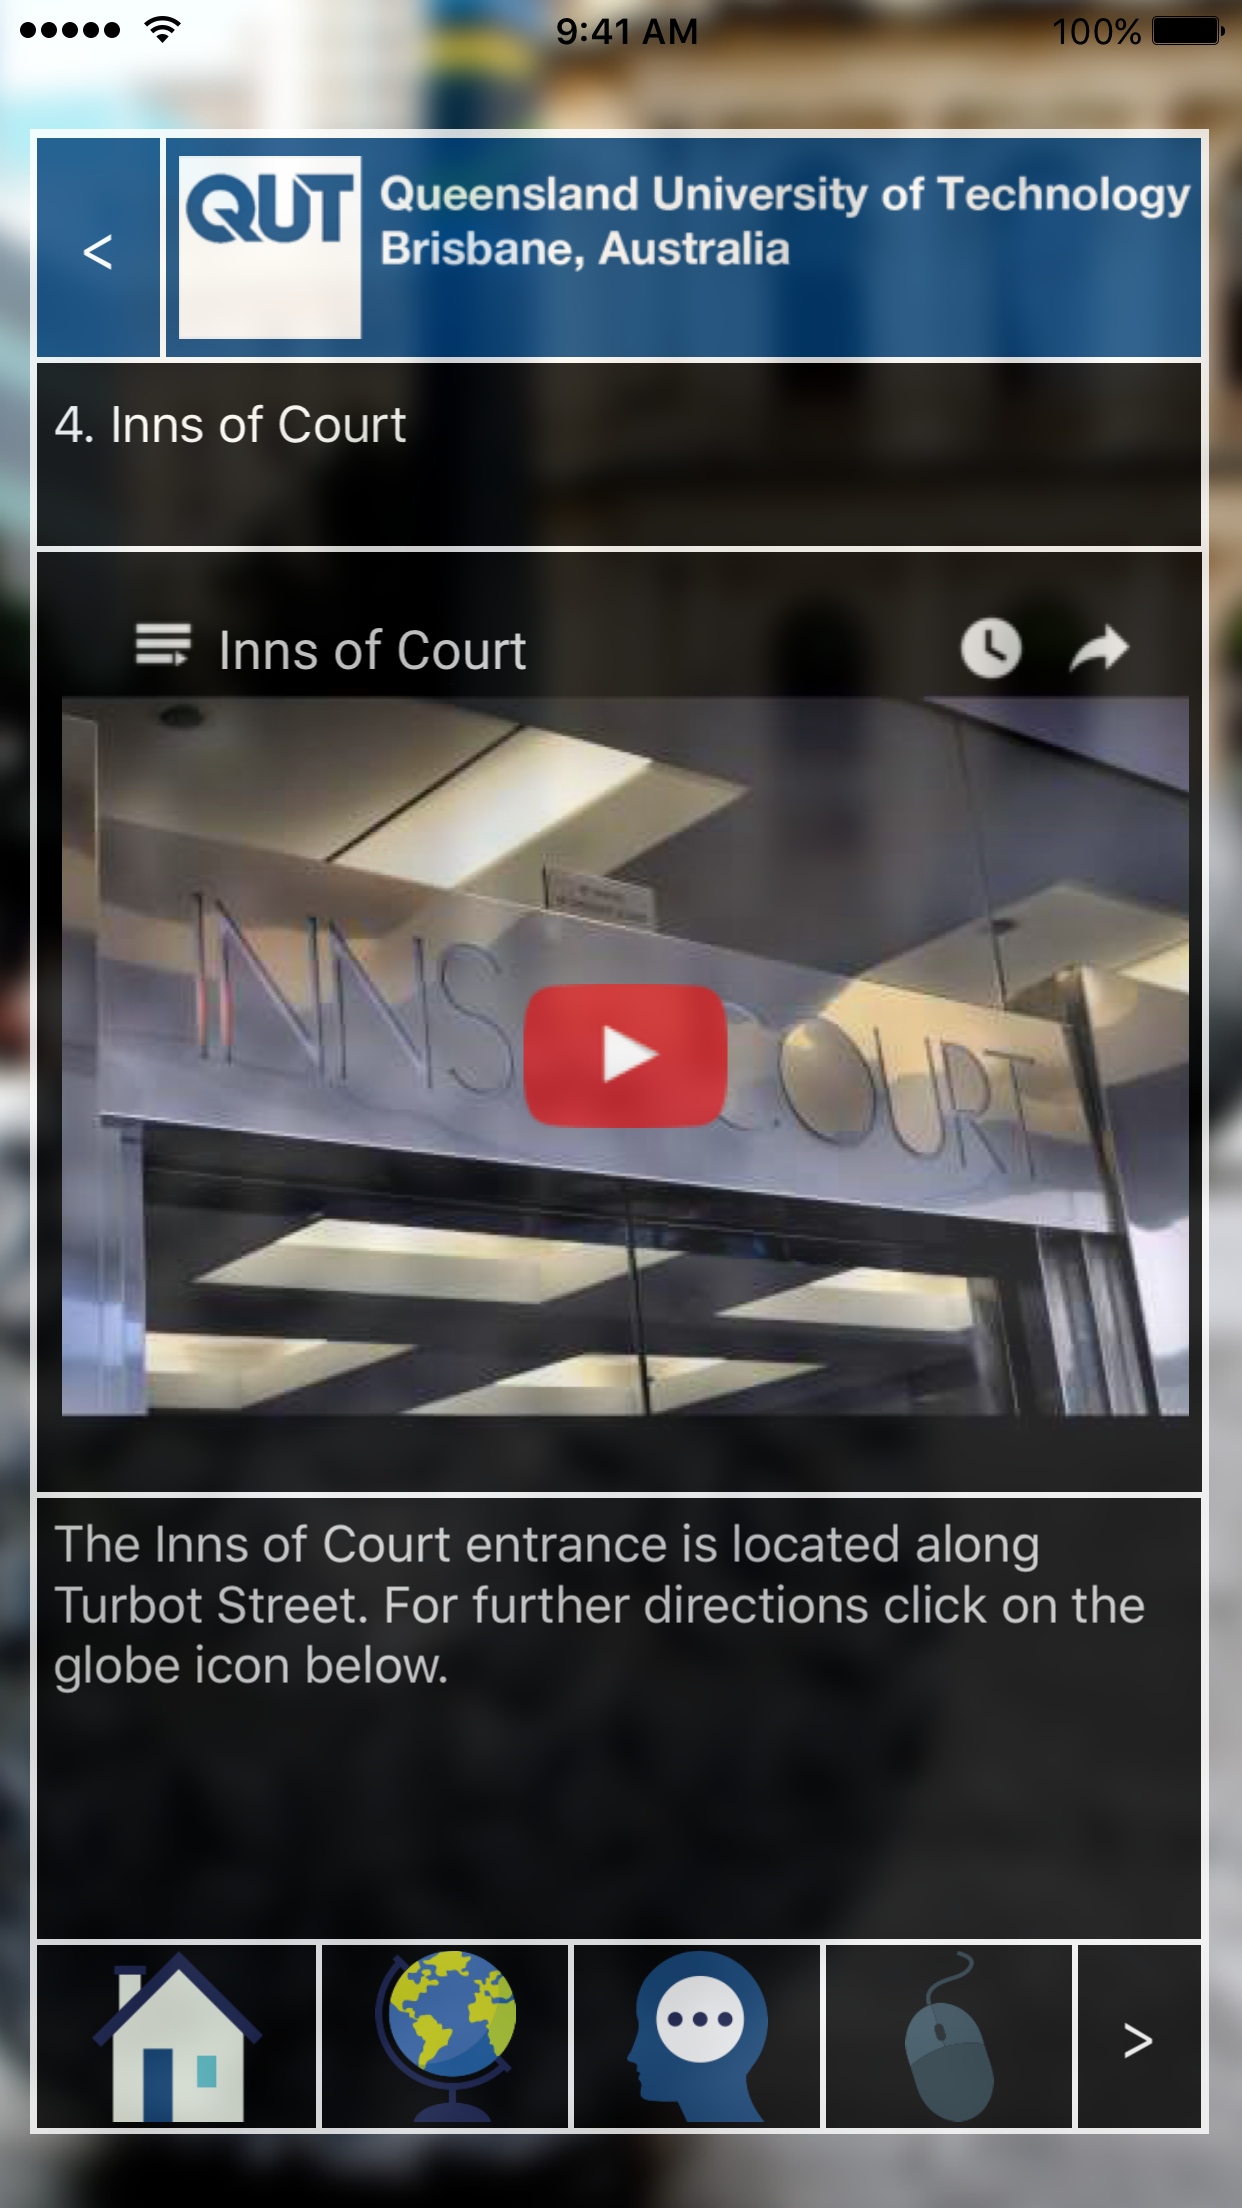 9:41 AM
100%
<
QUT
Queensland University of Technology
Brisbane, Australia
4. Inns of Court
Inns of Court
INNS
COURT
The Inns of Court entrance is located along
Turbot Street. For further directions click on the
globe icon below.
>